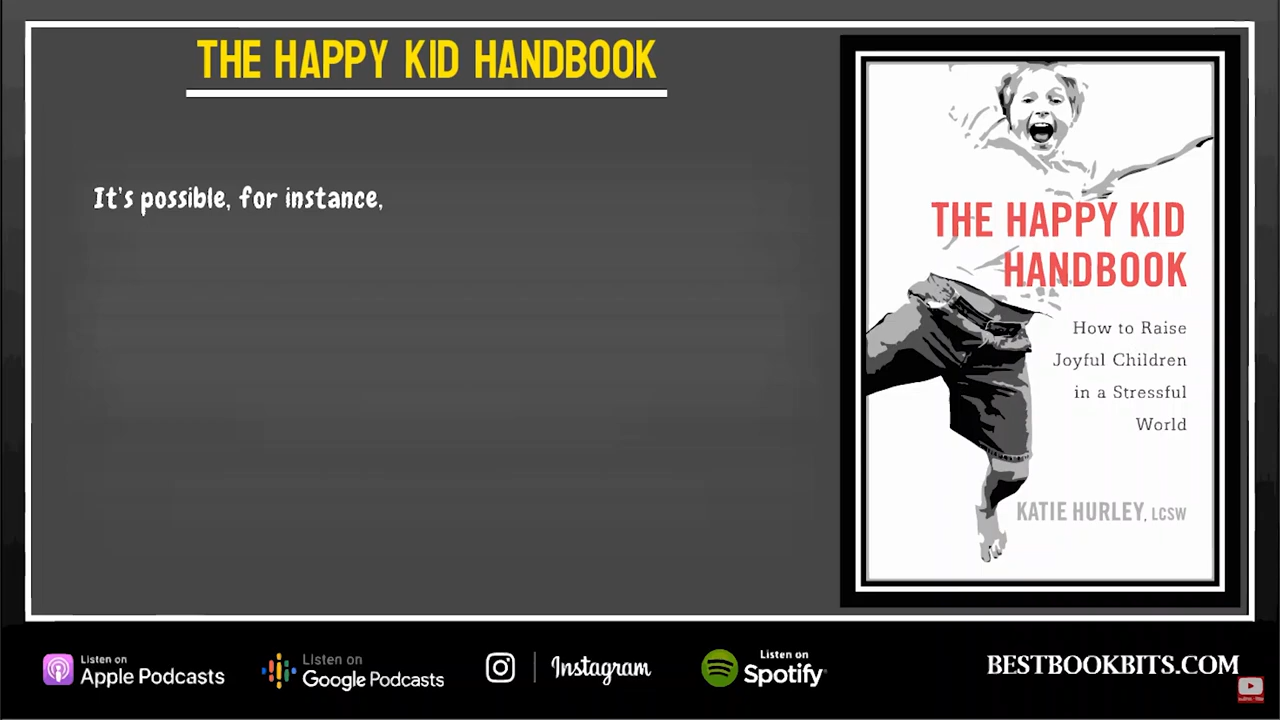 THE HAPPY KID HANDBOOK
It's possible, for instance,
THE HAPPY KID
HANDBOOK
How to Raise
Joyful Children
in a Stressful
World
KATIE HURLEY, LCSW
Listen on
Apple Podcasts
Listen on
Google Podcasts
Instagram
Listen on
Spotify
BESTBOOKBITS.COM